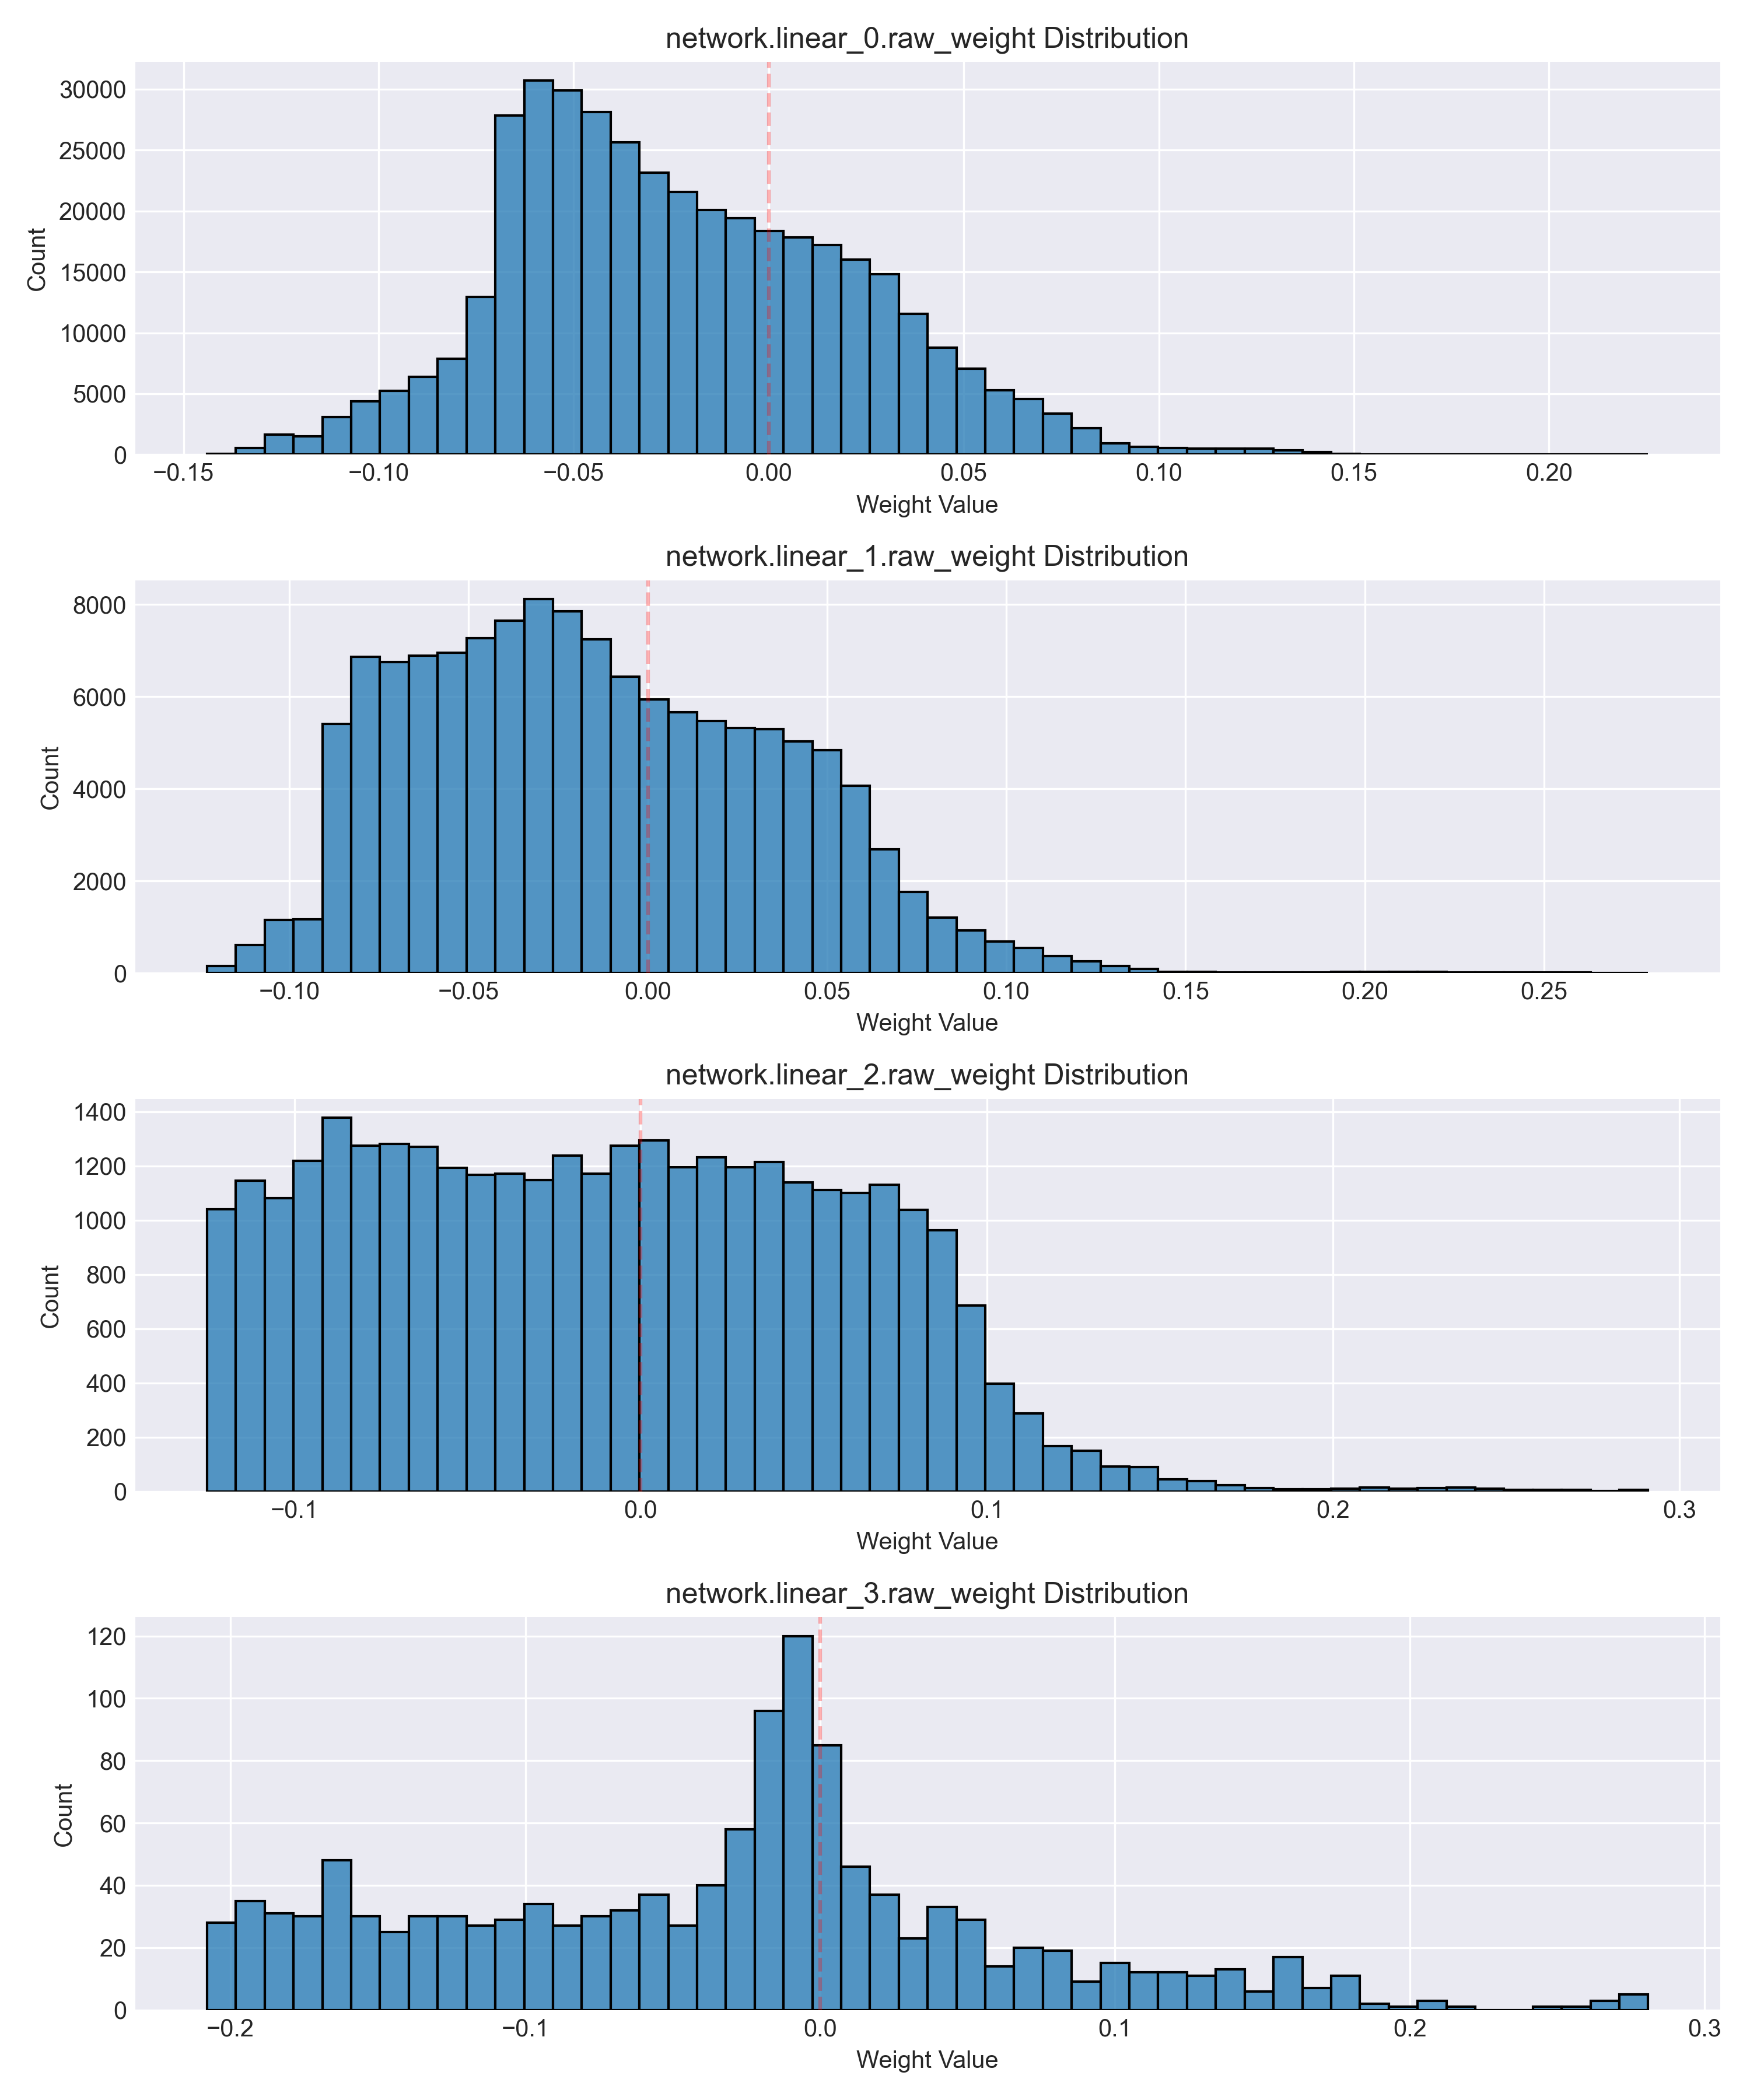 network.linear_0.raw_weight Distribution
30000
25000
20000
15000
10000
5000
0
Count
−0.15 −0.10 −0.05 0.00 0.05 0.10 0.15 0.20
Weight Value
network.linear_1.raw_weight Distribution
8000
6000
4000
2000
0
Count
−0.10 −0.05 0.00 0.05 0.10 0.15 0.20 0.25
Weight Value
network.linear_2.raw_weight Distribution
1400
1200
1000
800
600
400
200
0
Count
−0.1 0.0 0.1 0.2 0.3
Weight Value
network.linear_3.raw_weight Distribution
120
100
80
60
40
20
0
Count
−0.2 −0.1 0.0 0.1 0.2 0.3
Weight Value